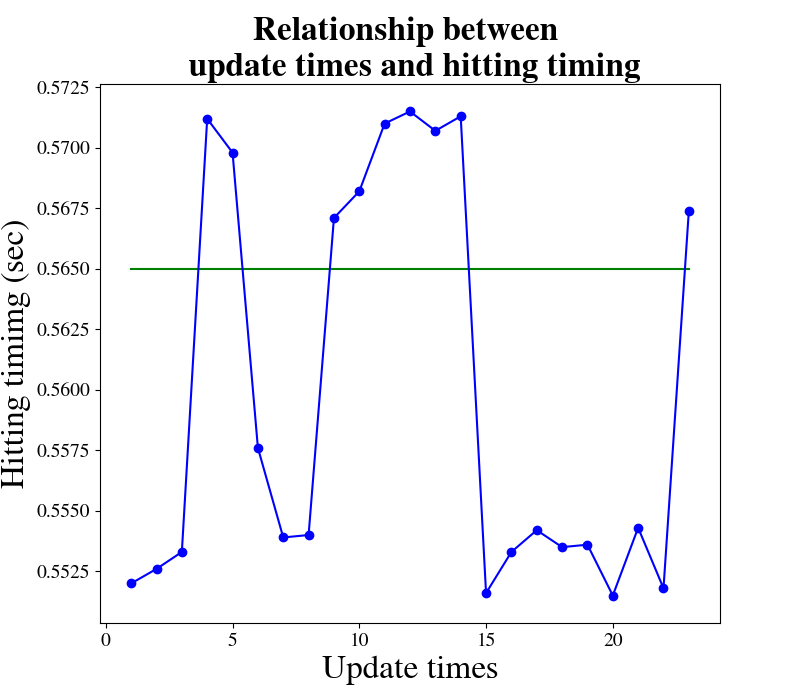 Relationship between
update times and hitting timing
0.5725
0.5700
0.5675
0.5650
0.5625
0.5600
0.5575
0.5550
0.5525
Hitting timimg (sec)
0 5 10 15 20
Update times